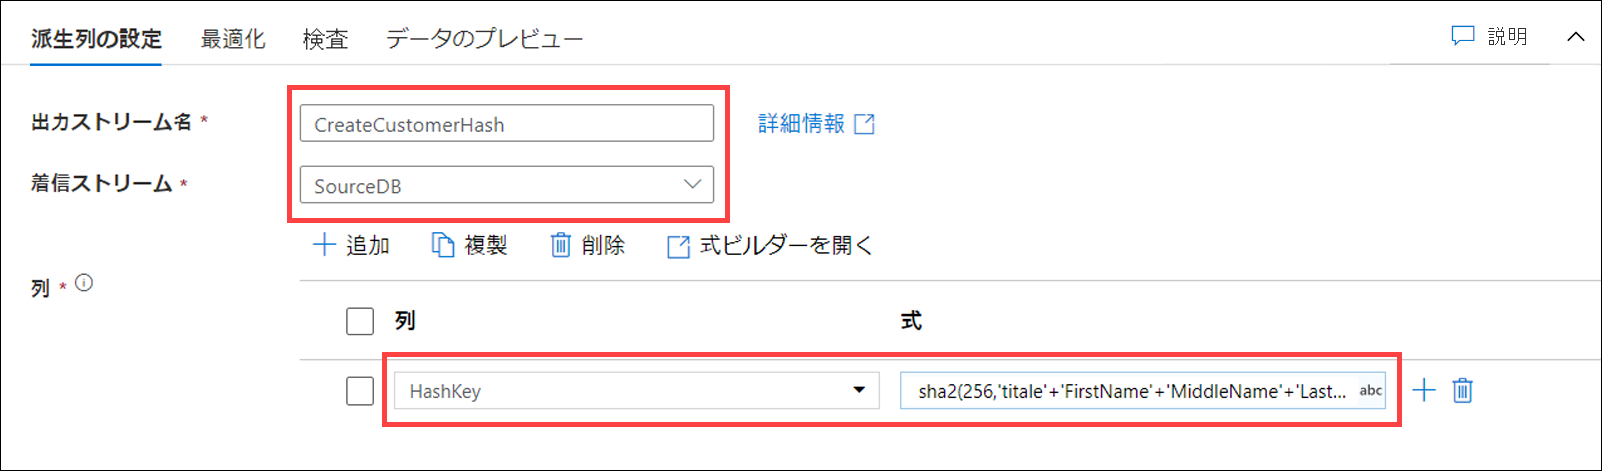 派生列の設定 最適化 検査 データのプレビュー 説明
出力ストリーム名 * CreateCustomerHash 詳細情報
着信ストリーム * SourceDB
追加 複製 削除 式ビルダーを開く
列 *
列 式
HashKey sha2(256,'titale'+'FirstName'+'MiddleName'+'Last... abc